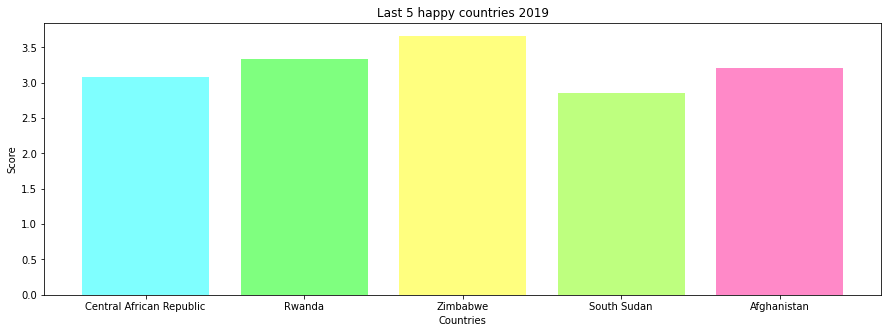 Last 5 happy countries 2019
Score
3.5
3.0
2.5
2.0
1.5
1.0
0.5
0.0
Central African Republic Rwanda Zimbabwe South Sudan Afghanistan
Countries